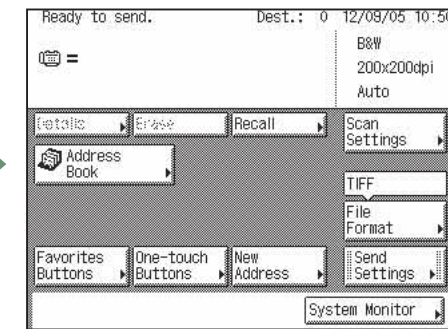 Ready to send. Dest.: 0 12/09/05 10:50
B&W
200x200dpi
Auto
=
Details Erase Recall Scan Settings
Address Book
TIFF
File Format
Favorites Buttons One-touch Buttons New Address Send Settings
System Monitor